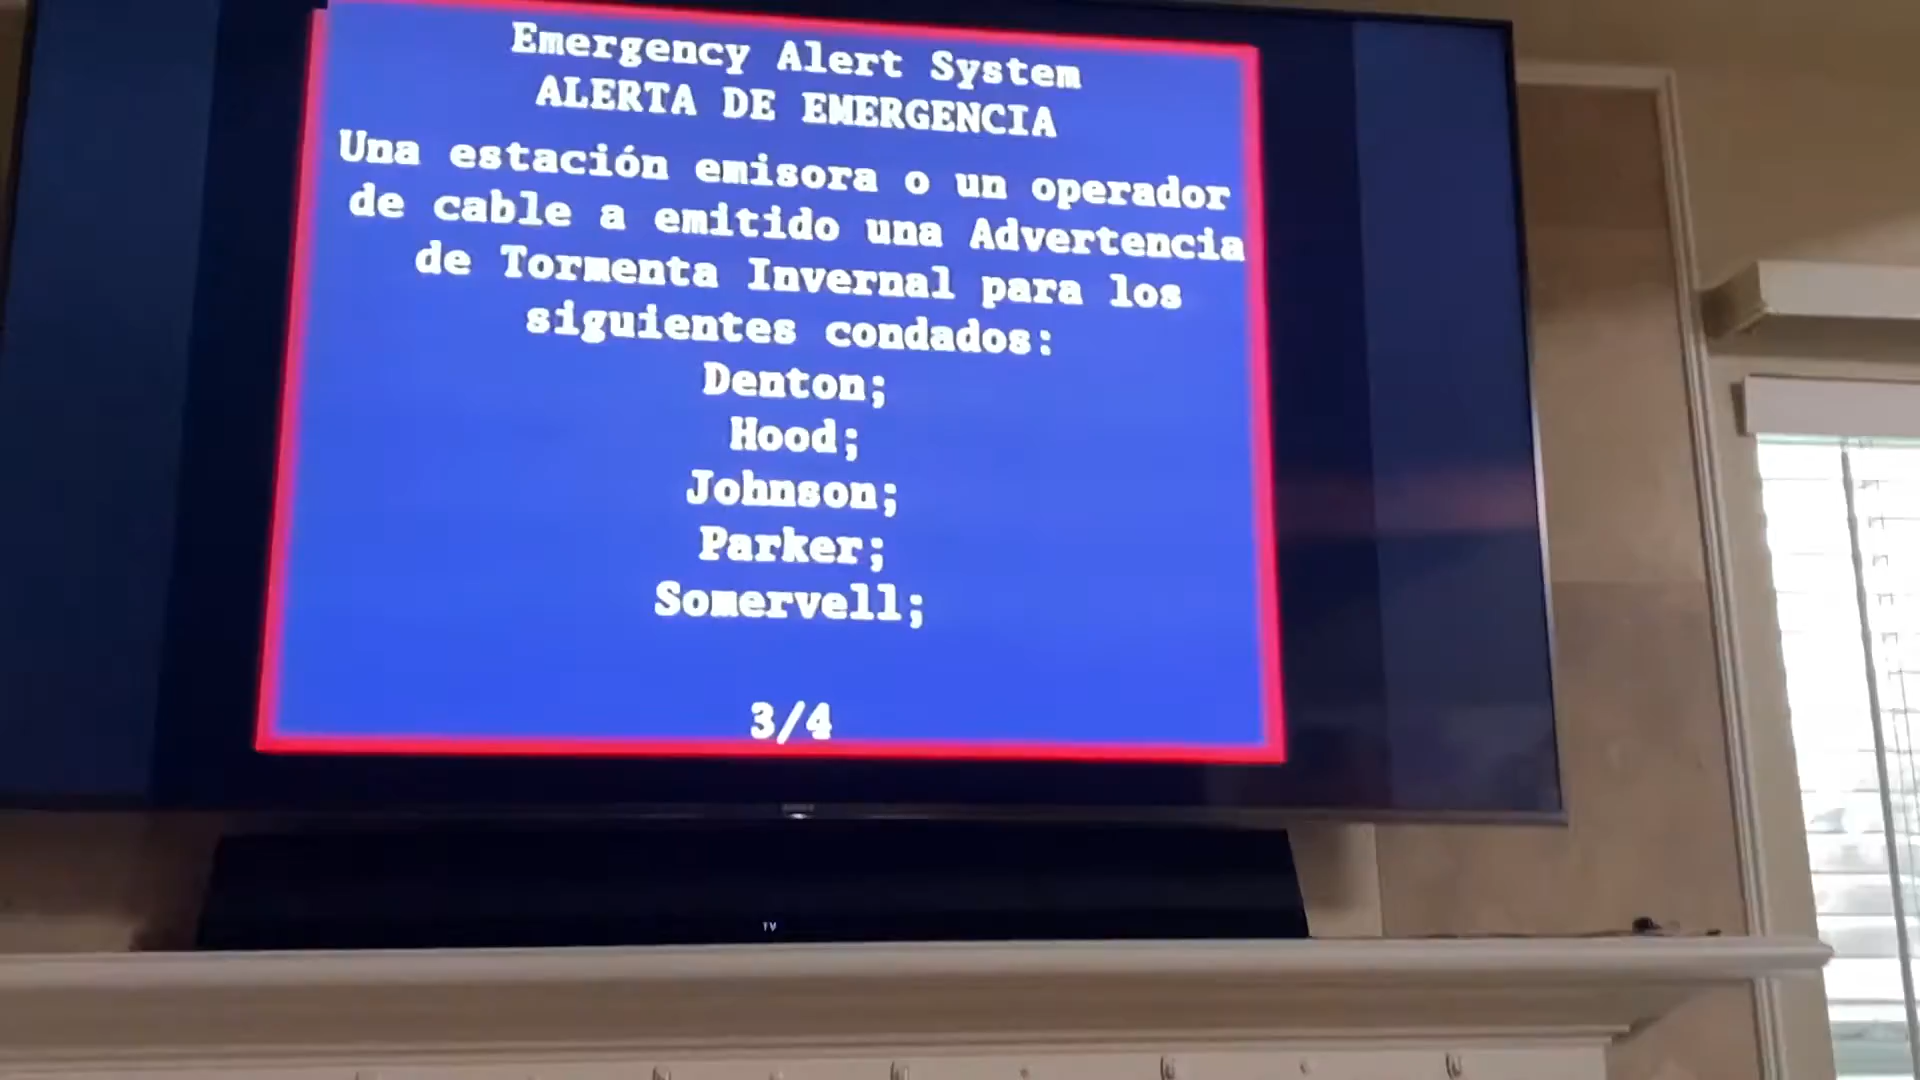 Emergency Alert System
ALERTA DE EMERGENCIA
Una estación emisora o un operador
de cable a emitido una Advertencia
de Tormenta Invernal para los
siguientes condados:
Denton;
Hood;
Johnson;
Parker;
Somervell;
3/4
TV